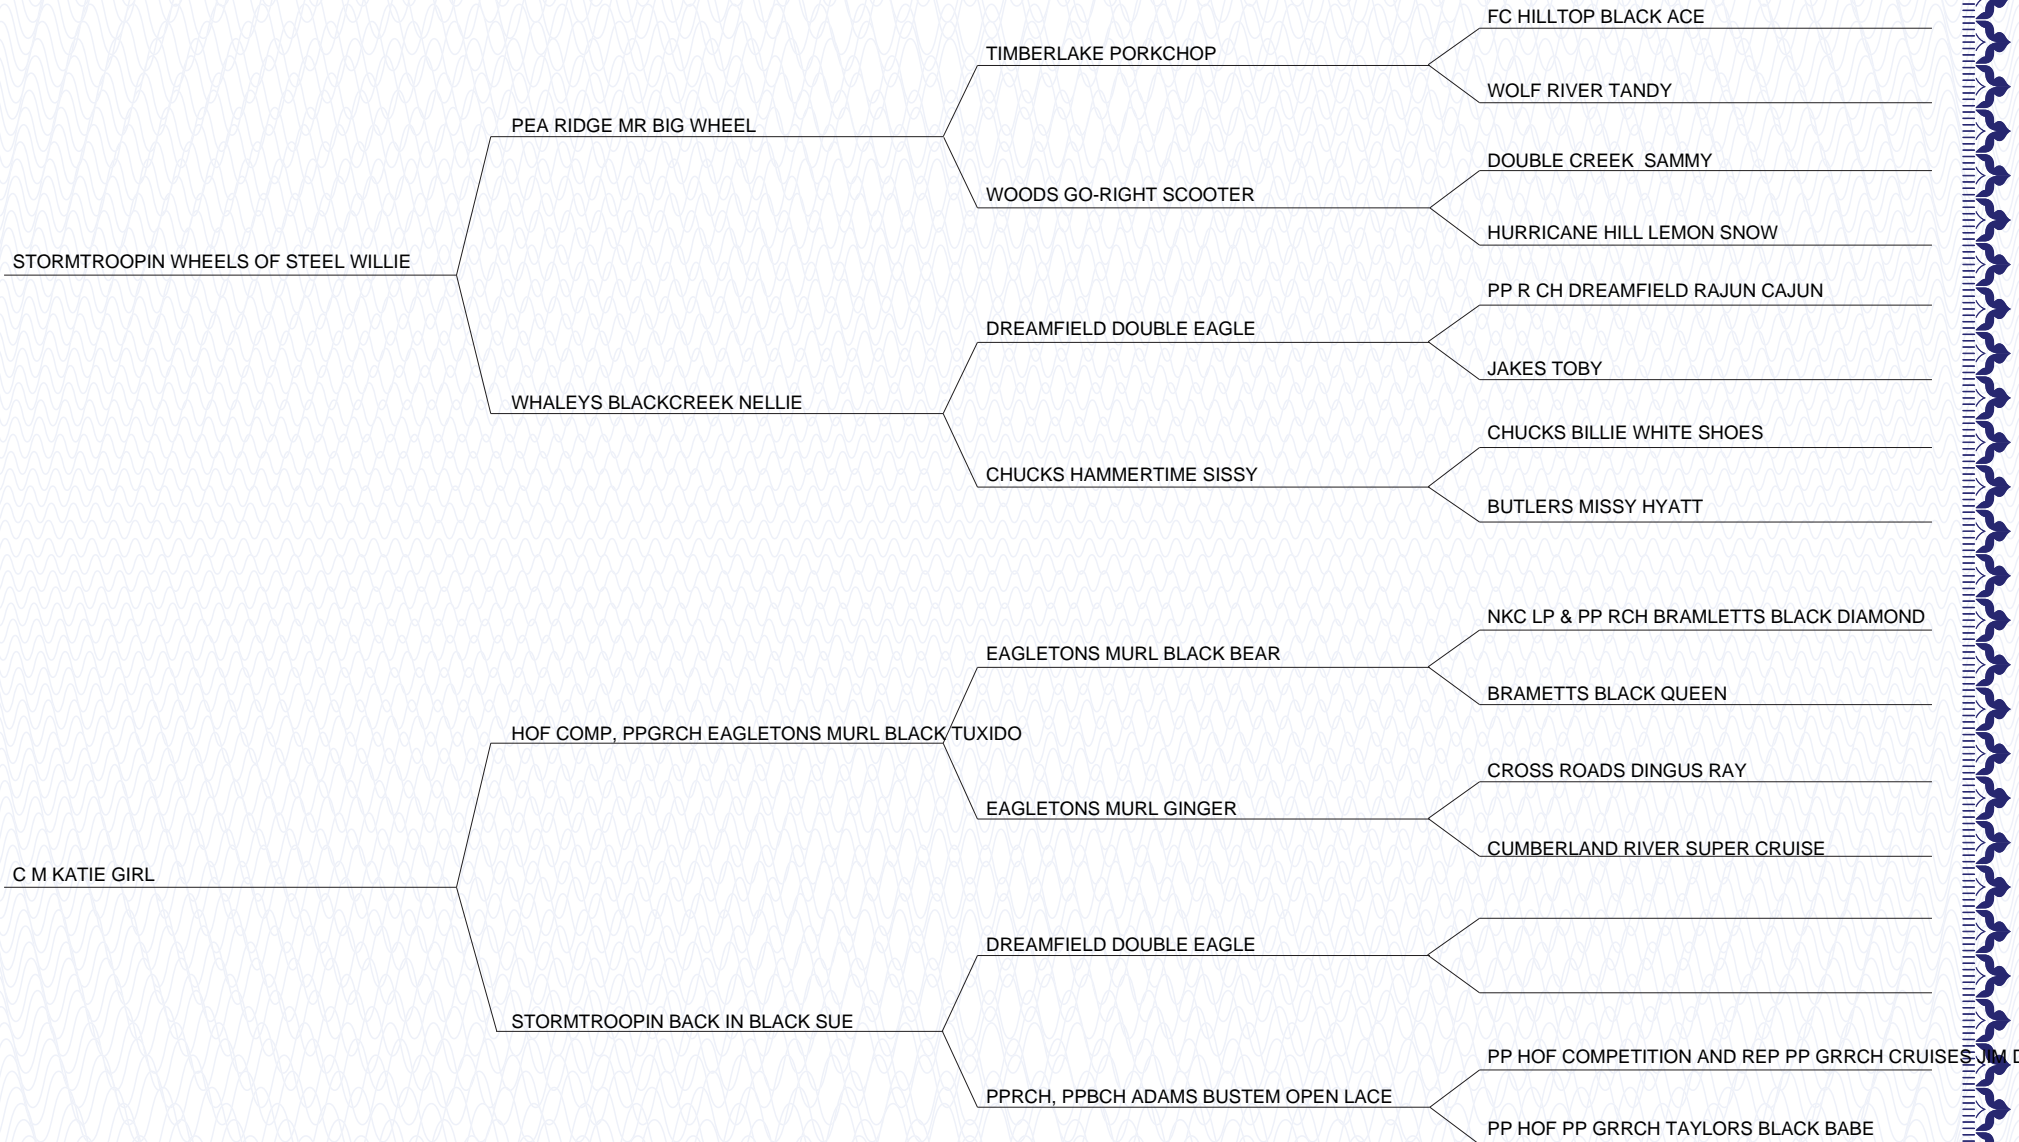 FC HILLTOP BLACK ACE
TIMBERLAKE PORKCHOP
WOLF RIVER TANDY
PEA RIDGE MR BIG WHEEL
DOUBLE CREEK  SAMMY
WOODS GO-RIGHT SCOOTER
HURRICANE HILL LEMON SNOW
STORMTROOPIN WHEELS OF STEEL WILLIE
PP R CH DREAMFIELD RAJUN CAJUN
DREAMFIELD DOUBLE EAGLE
JAKES TOBY
WHALEYS BLACKCREEK NELLIE
CHUCKS BILLIE WHITE SHOES
CHUCKS HAMMERTIME SISSY
BUTLERS MISSY HYATT
NKC LP & PP RCH BRAMLETTS BLACK DIAMOND
EAGLETONS MURL BLACK BEAR
BRAMETTS BLACK QUEEN
HOF COMP, PPGRCH EAGLETONS MURL BLACK TUXIDO
CROSS ROADS DINGUS RAY
EAGLETONS MURL GINGER
CUMBERLAND RIVER SUPER CRUISE
C M KATIE GIRL
DREAMFIELD DOUBLE EAGLE
STORMTROOPIN BACK IN BLACK SUE
PP HOF COMPETITION AND REP PP GRRCH CRUISES JIM
PPRCH, PPBCH ADAMS BUSTEM OPEN LACE
PP HOF PP GRRCH TAYLORS BLACK BABE